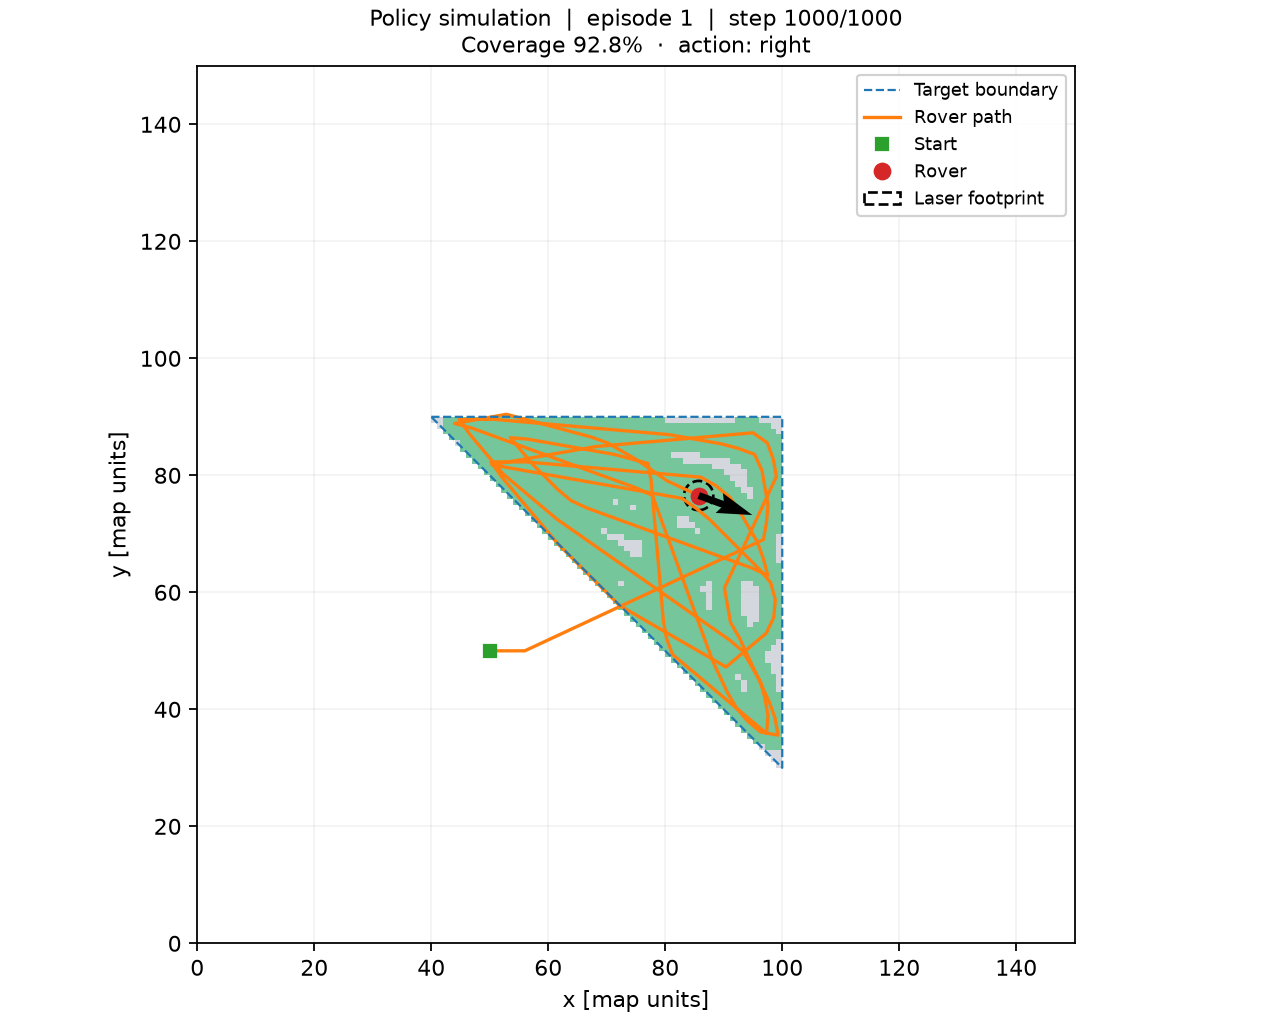 Policy simulation | episode 1 | step 1000/1000
Coverage 92.8% · action: right
Target boundary
Rover path
Start
Rover
Laser footprint
140
120
100
80
60
40
20
0
y [map units]
0 20 40 60 80 100 120 140
x [map units]